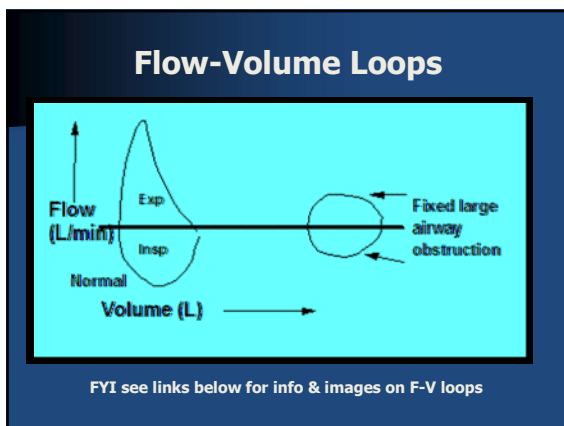 Flow-Volume Loops
Flow
(L/min)
Exp
Insp
Normal
Volume (L)
Fixed large
airway
obstruction
FYI see links below for info & images on F-V loops